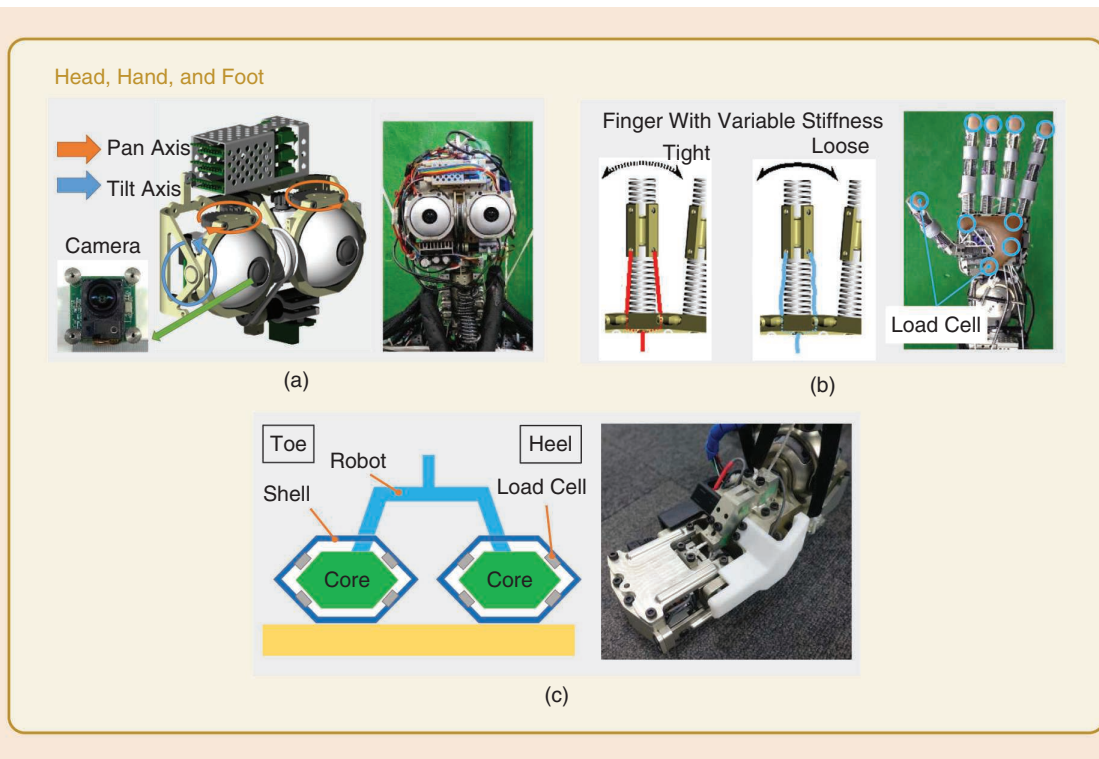 Head, Hand, and Foot
Pan Axis
Tilt Axis
Camera
(a)
Finger With Variable Stiffness
Tight
Loose
Load Cell
(b)
Toe
Heel
Robot
Shell
Load Cell
Core
Core
(c)